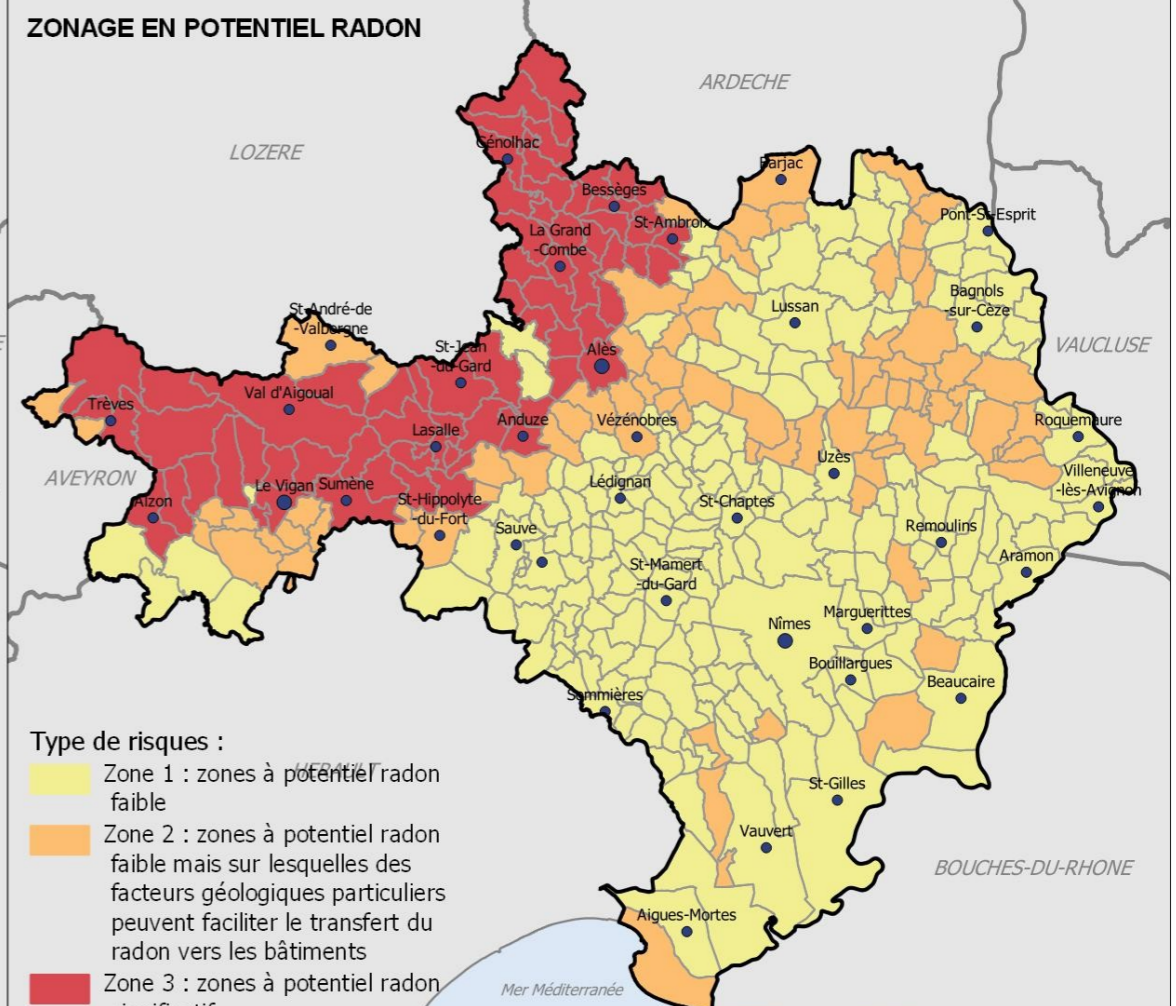 ZONAGE EN POTENTIEL RADON
ARDECHE
LOZERE
Génolhac
Barjac
Bessèges
St-Ambroix
Pont-St-Esprit
La Grand
-Combe
Bagnols
-sur-Cèze
Lussan
St-André-de
-Valborgne
VAUCLUSE
St-Jean
-du-Gard
Alès
Val d'Aigoual
Trèves
Anduze
Vézénobres
Roquemaure
Lasalle
Uzès
AVEYRON
Villeneuve
-lès-Avignon
Le Vigan
Sumène
Lédignan
St-Hippolyte
-du-Fort
St-Chaptes
Alzon
Sauve
Remoulins
Aramon
St-Mamert
-du-Gard
Marguerittes
Nîmes
Bouillargues
Beaucaire
Sommières
Type de risques :
HERAULT
Zone 1 : zones à potentiel radon
faible
St-Gilles
Zone 2 : zones à potentiel radon
faible mais sur lesquelles des
facteurs géologiques particuliers
peuvent faciliter le transfert du
radon vers les bâtiments
Vauvert
BOUCHES-DU-RHONE
Aigues-Mortes
Zone 3 : zones à potentiel radon
Mer Méditerranée